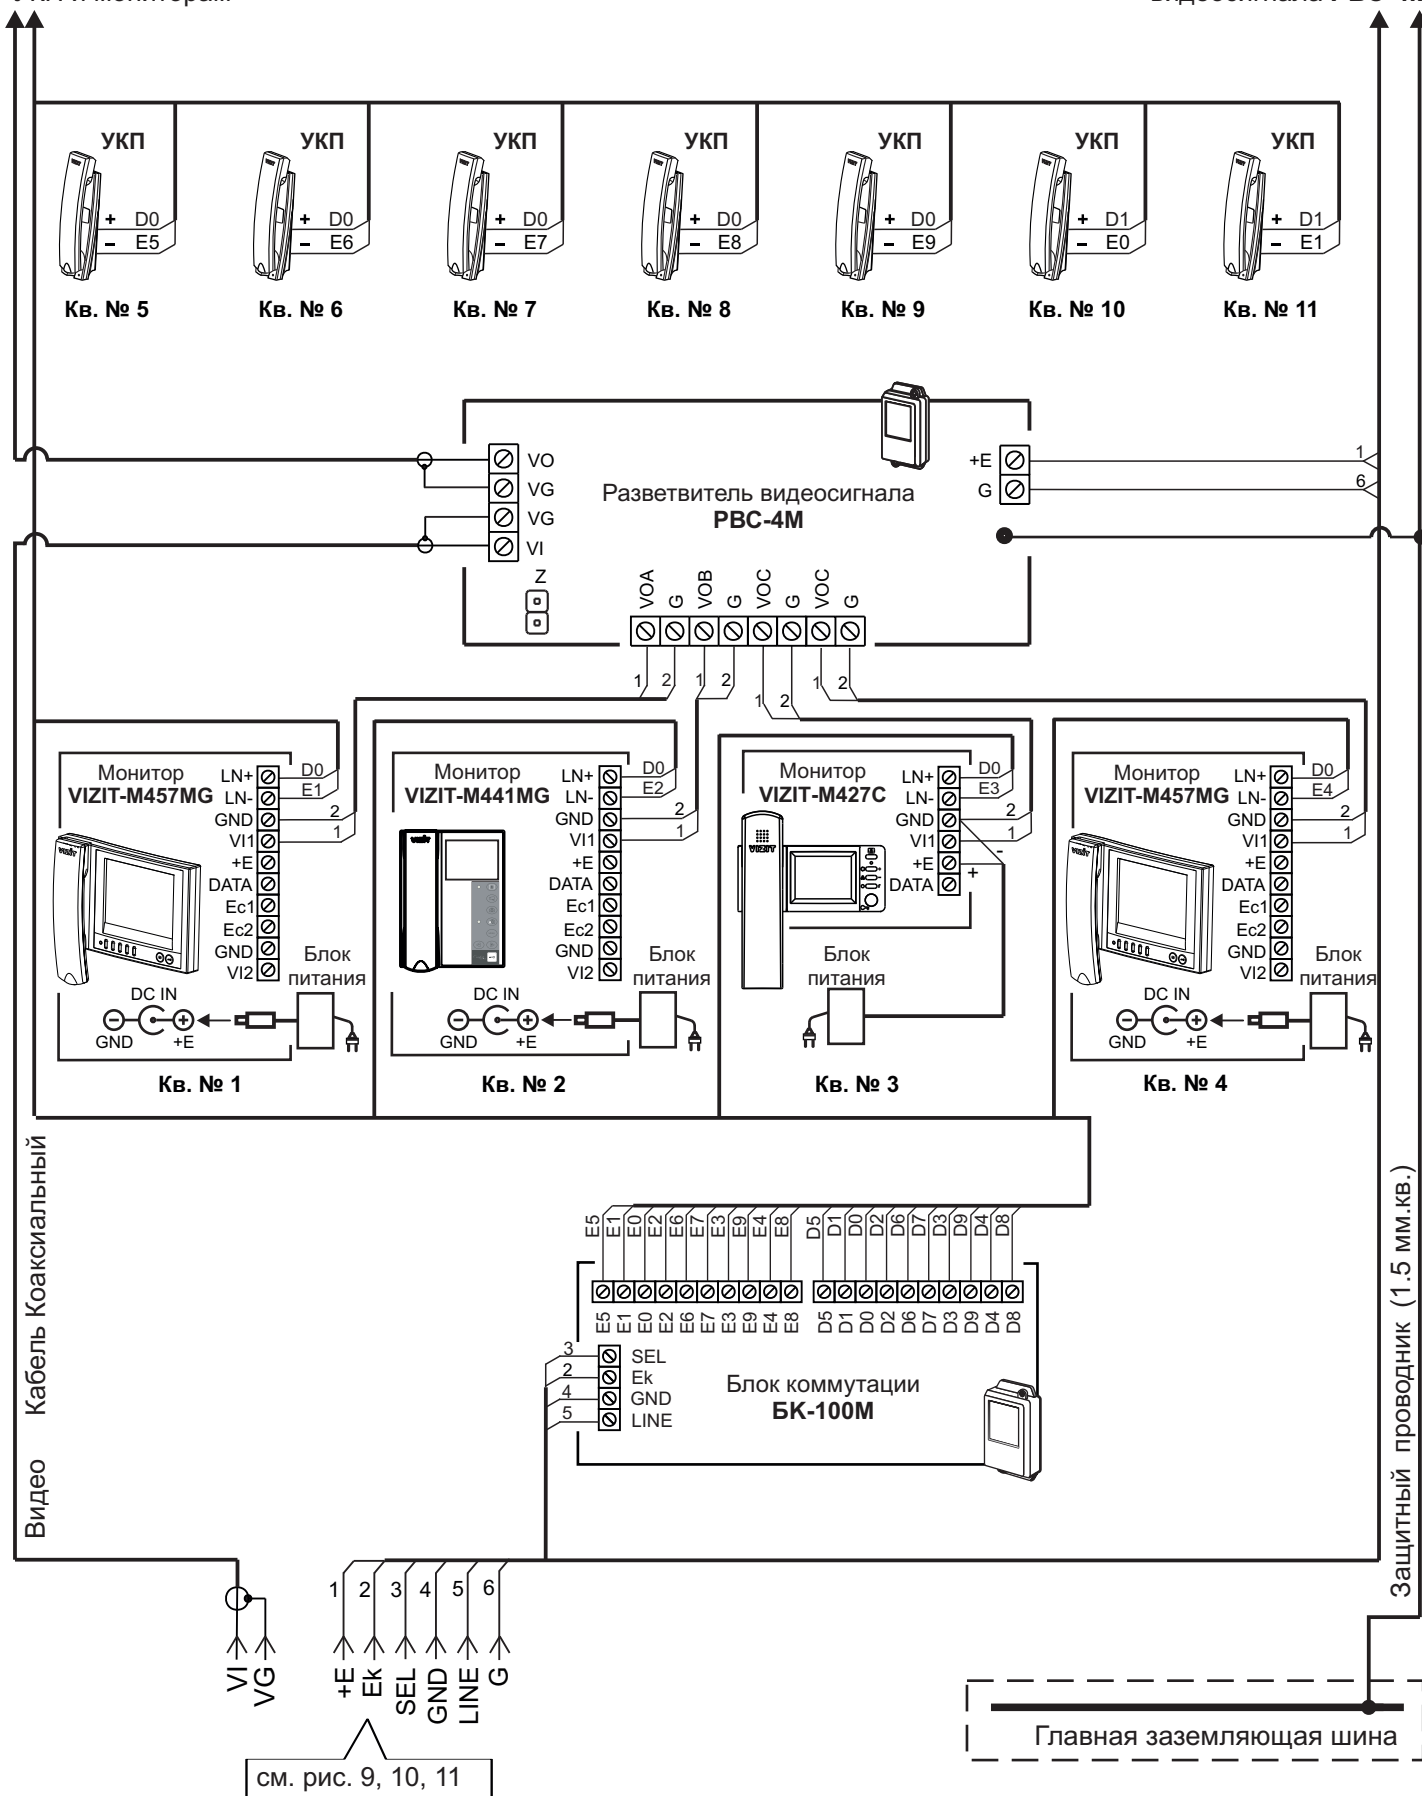 УКП УКП УКП УКП УКП УКП УКП
+ D0 + D0 + D0 + D0 + D0 + D1 + D1
– E5 – E6 – E7 – E8 – E9 – E0 – E1
Кв. № 5 Кв. № 6 Кв. № 7 Кв. № 8 Кв. № 9 Кв. № 10 Кв. № 11
VO
VG
VG
VI
Z
Разветвитель видеосигнала
РВС-4М
+E 1
G 6
VOA G VOB G VOC G VOC G
1 2 1 2 1 2 1 2
Монитор
VIZIT-M457MG
LN+ D0
LN- E1
GND 2
VI1 1
+E
DATA
Ec1
Ec2
GND
VI2
Блок
питания
DC IN
GND +E
Кв. № 1
Монитор
VIZIT-M441MG
LN+ D0
LN- E2
GND 2
VI1 1
+E
DATA
Ec1
Ec2
GND
VI2
Блок
питания
DC IN
GND +E
Кв. № 2
Монитор
VIZIT-M427C
VIZIT
LN+ D0
LN- E3
GND 2
VI1 1
-
+E
+
DATA
Блок
питания
Кв. № 3
Монитор
VIZIT-M457MG
LN+ D0
LN- E4
GND 2
VI1 1
+E
DATA
Ec1
Ec2
GND
VI2
Блок
питания
DC IN
GND +E
Кв. № 4
Видео Кабель Коаксиальный
E5 E1 E0 E2 E6 E7 E3 E9 E4 E8 D5 D1 D0 D2 D6 D7 D3 D9 D4 D8
E5 E1 E0 E2 E6 E7 E3 E9 E4 E8 D5 D1 D0 D2 D6 D7 D3 D9 D4 D8
3 SEL
2 Ek
4 GND
5 LINE
Блок коммутации
БК-100М
Защитный проводник (1.5 мм.кв.)
1 2 3 4 5 6
VI VG +E Ek SEL GND LINE G
см. рис. 9, 10, 11
Главная заземляющая шина